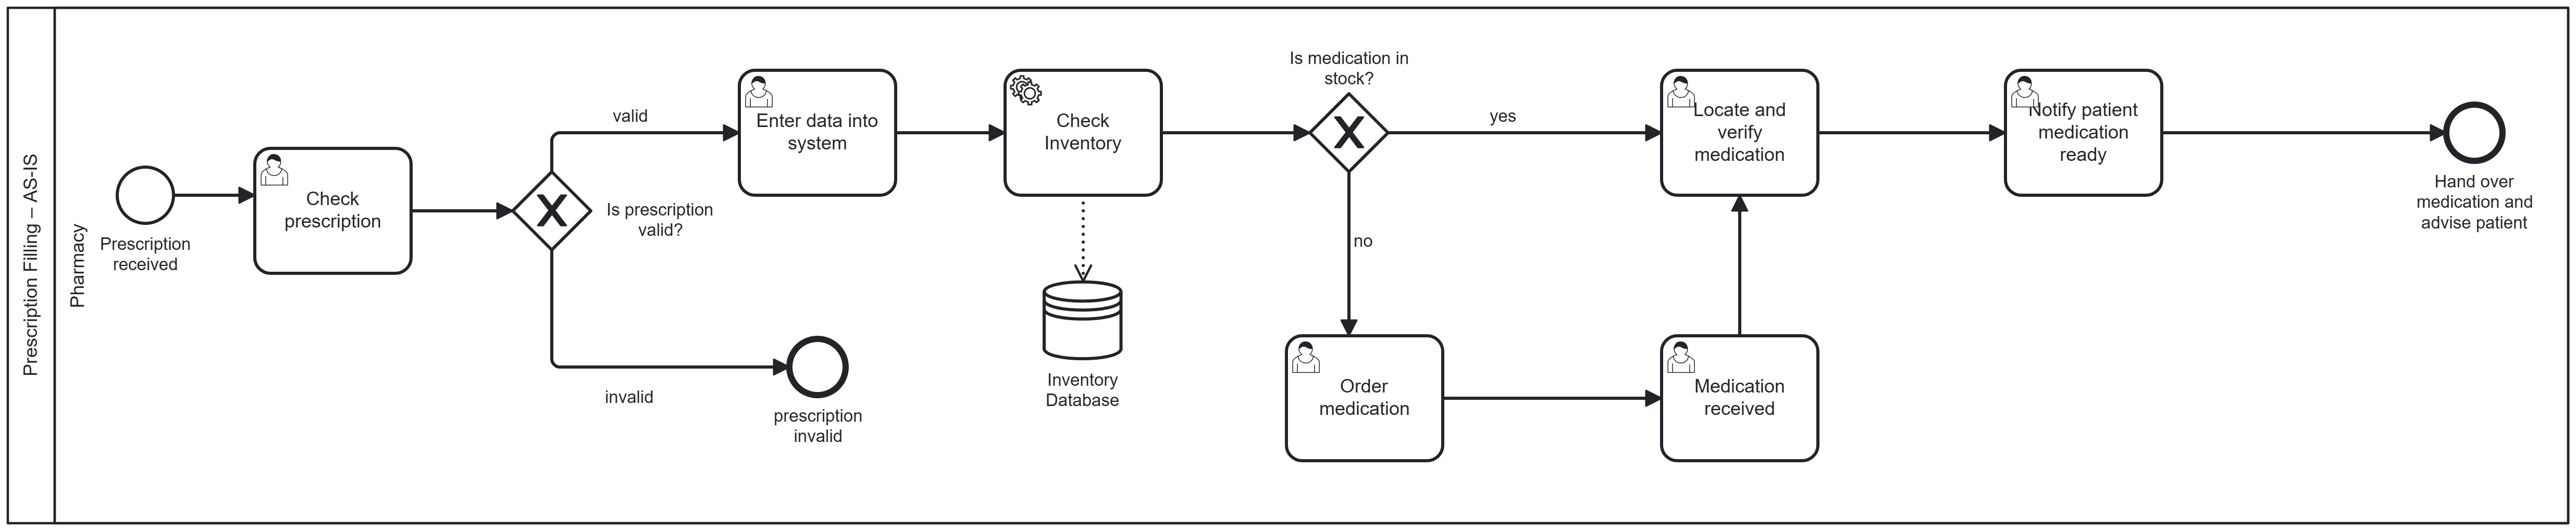 Prescription Filling – AS-IS
Pharmacy
Prescription
received
Check
prescription
Is prescription
valid?
valid
invalid
prescription
invalid
Enter data into
system
Check
Inventory
Inventory
Database
Is medication in
stock?
yes
no
Order
medication
Medication
received
Locate and
verify
medication
Notify patient
medication
ready
Hand over
medication and
advise patient